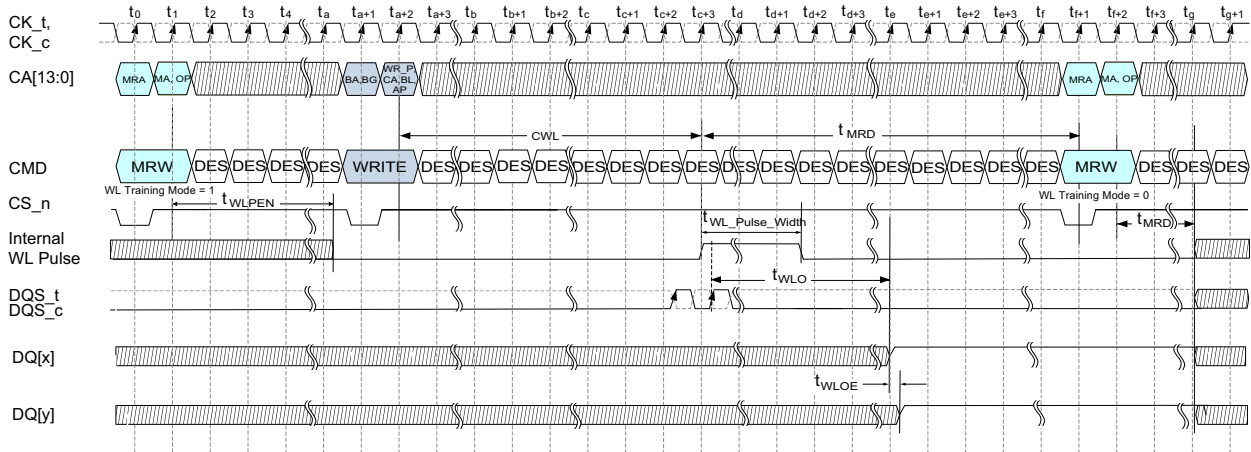 t0 t1 t2 t3 t4 ta ta+1 ta+2 ta+3 tb tb+1 tb+2 tc tc+1 tc+2 tc+3 td td+1 td+2 td+3 te te+1 te+2 te+3 tf tf+1 tf+2 tf+3 tg tg+1
CK_t,
CK_c
CA[13:0] MRA MA, OP BA,BG WR_P, CA,BL, AP MRA MA, OP
CWL tMRD
CMD MRW DES DES DES DES WRITE DES DES DES DES DES DES DES DES DES DES DES DES DES DES DES DES DES MRW DES DES DES
WL Training Mode = 1 WL Training Mode = 0
CS_n tWLPEN tWL_Pulse_Width tMRD
Internal
WL Pulse
tWLO
DQS_t
DQS_c
DQ[x]
tWLOE
DQ[y]